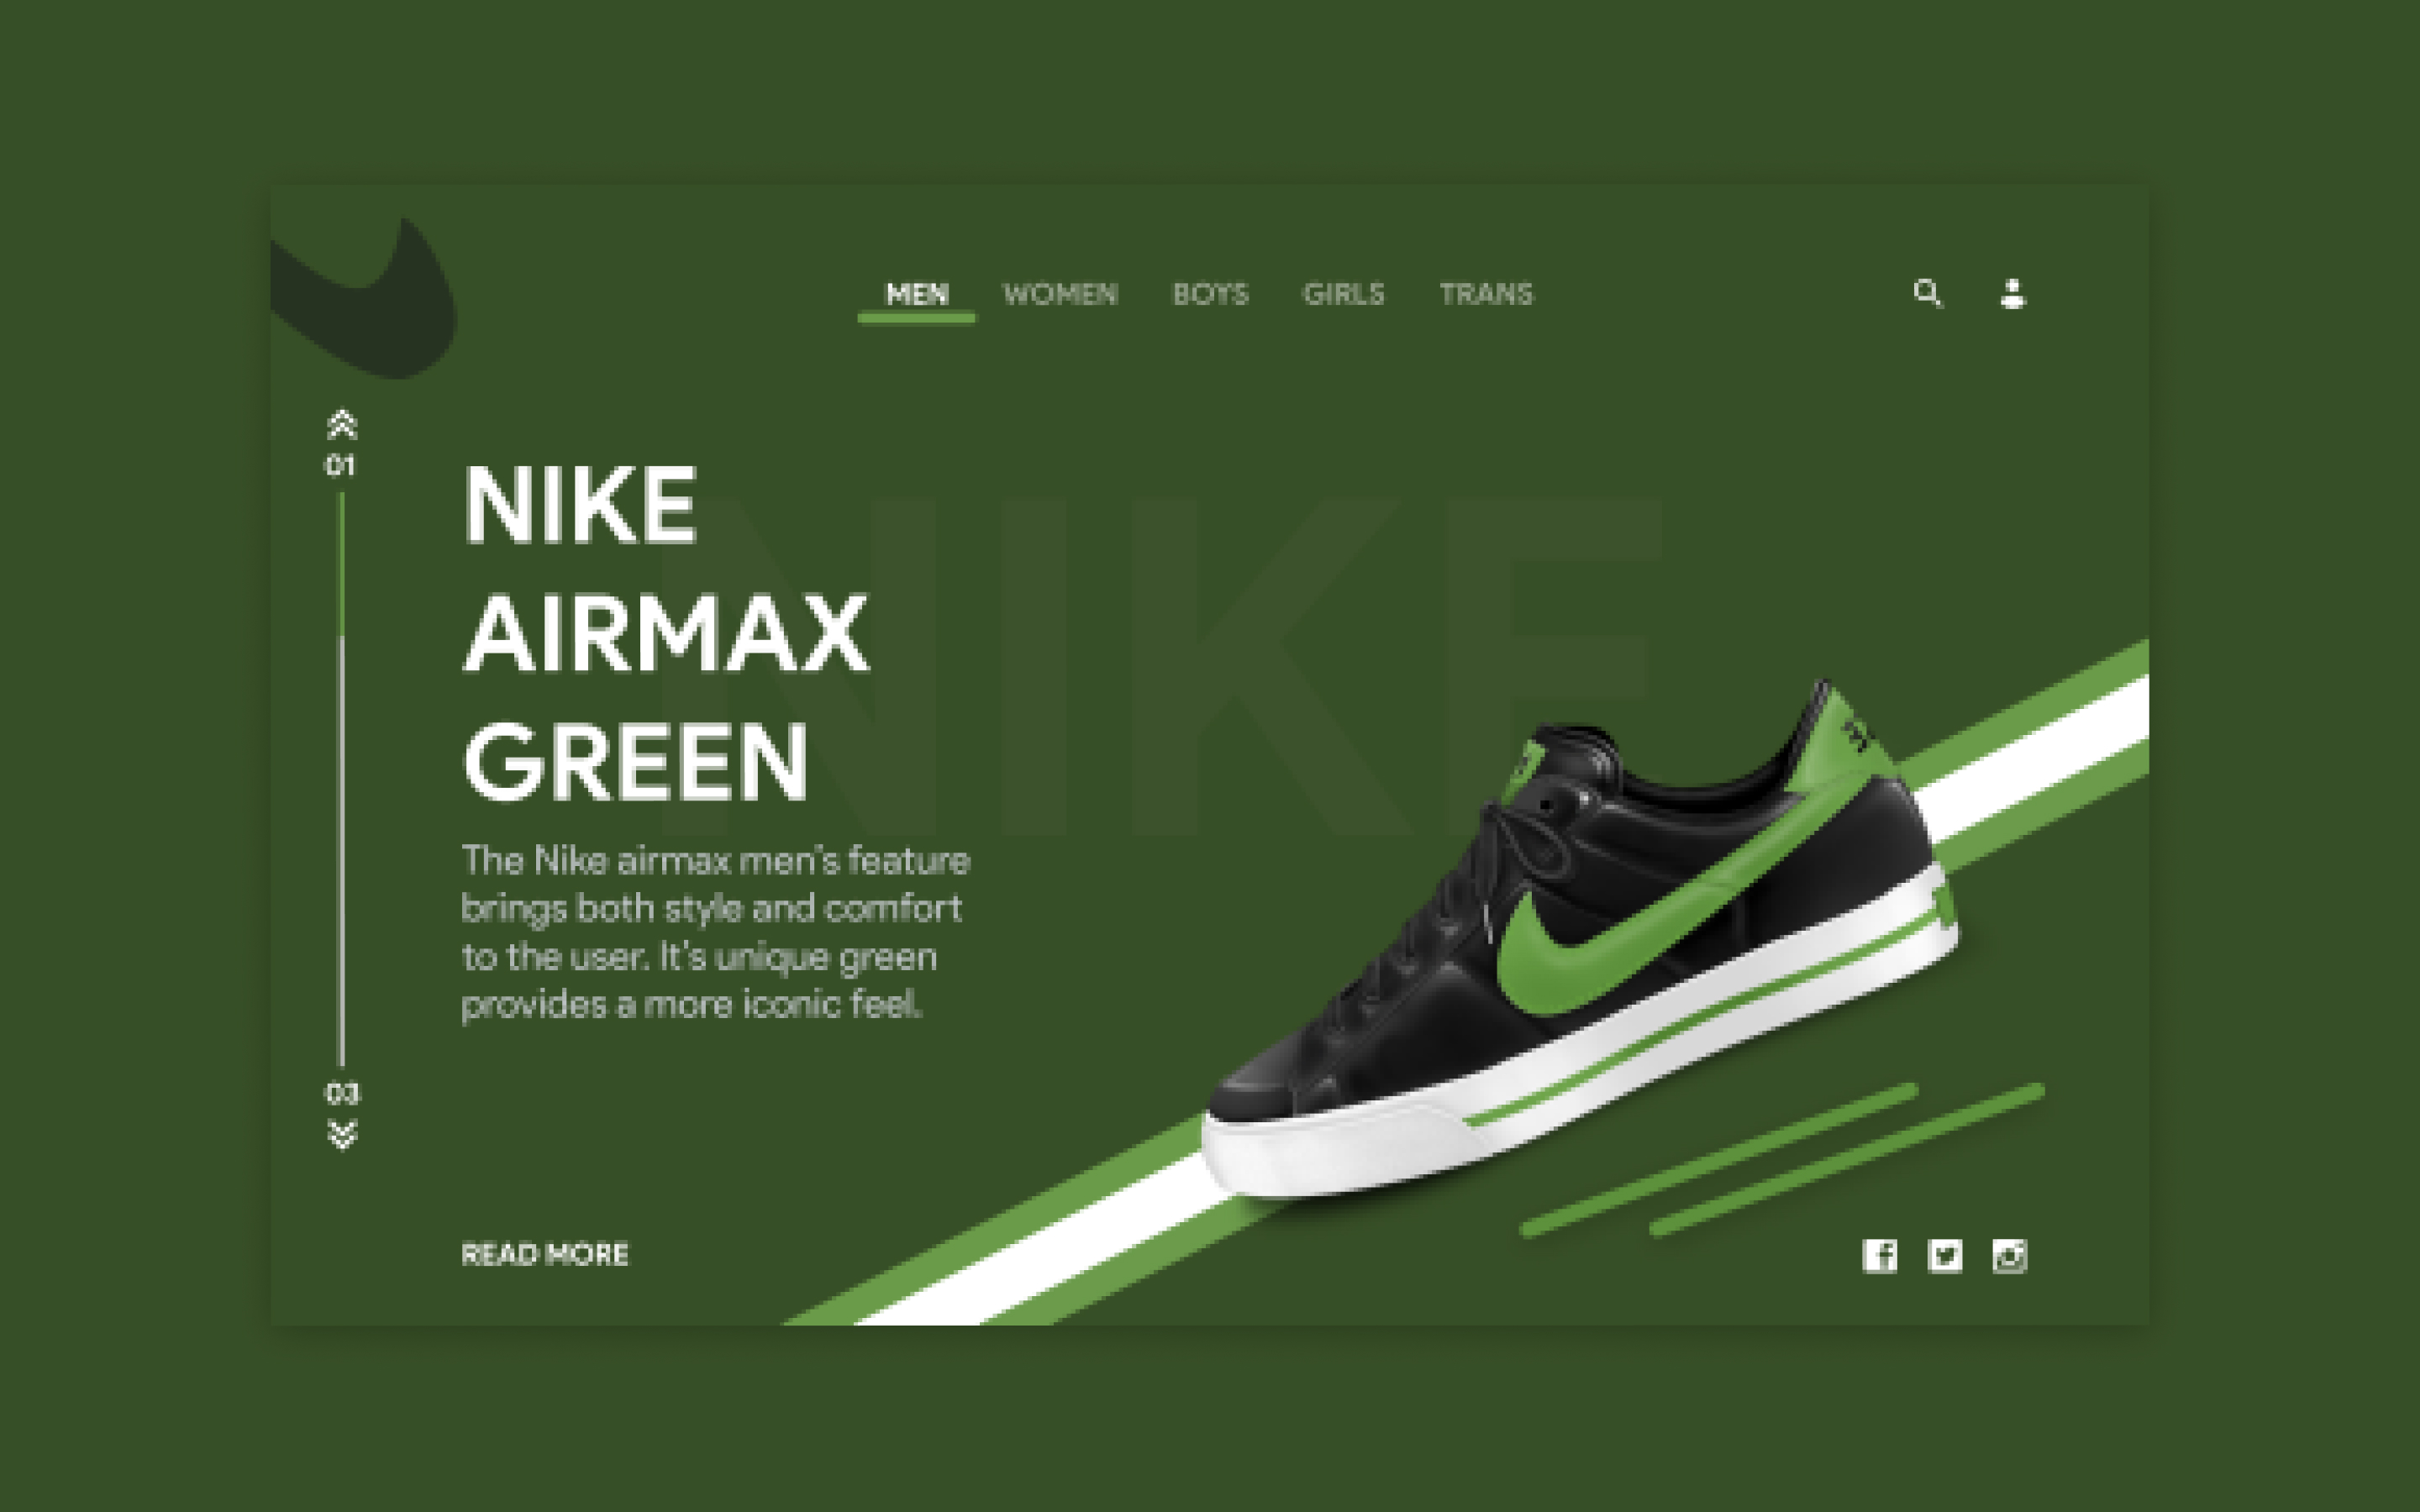 MEN WOMEN BOYS GIRLS TRANS
01
NIKE
AIRMAX
GREEN
NIKE
The Nike airmax men's feature
brings both style and comfort
to the user. It's unique green
provides a more iconic feel.
03
READ MORE